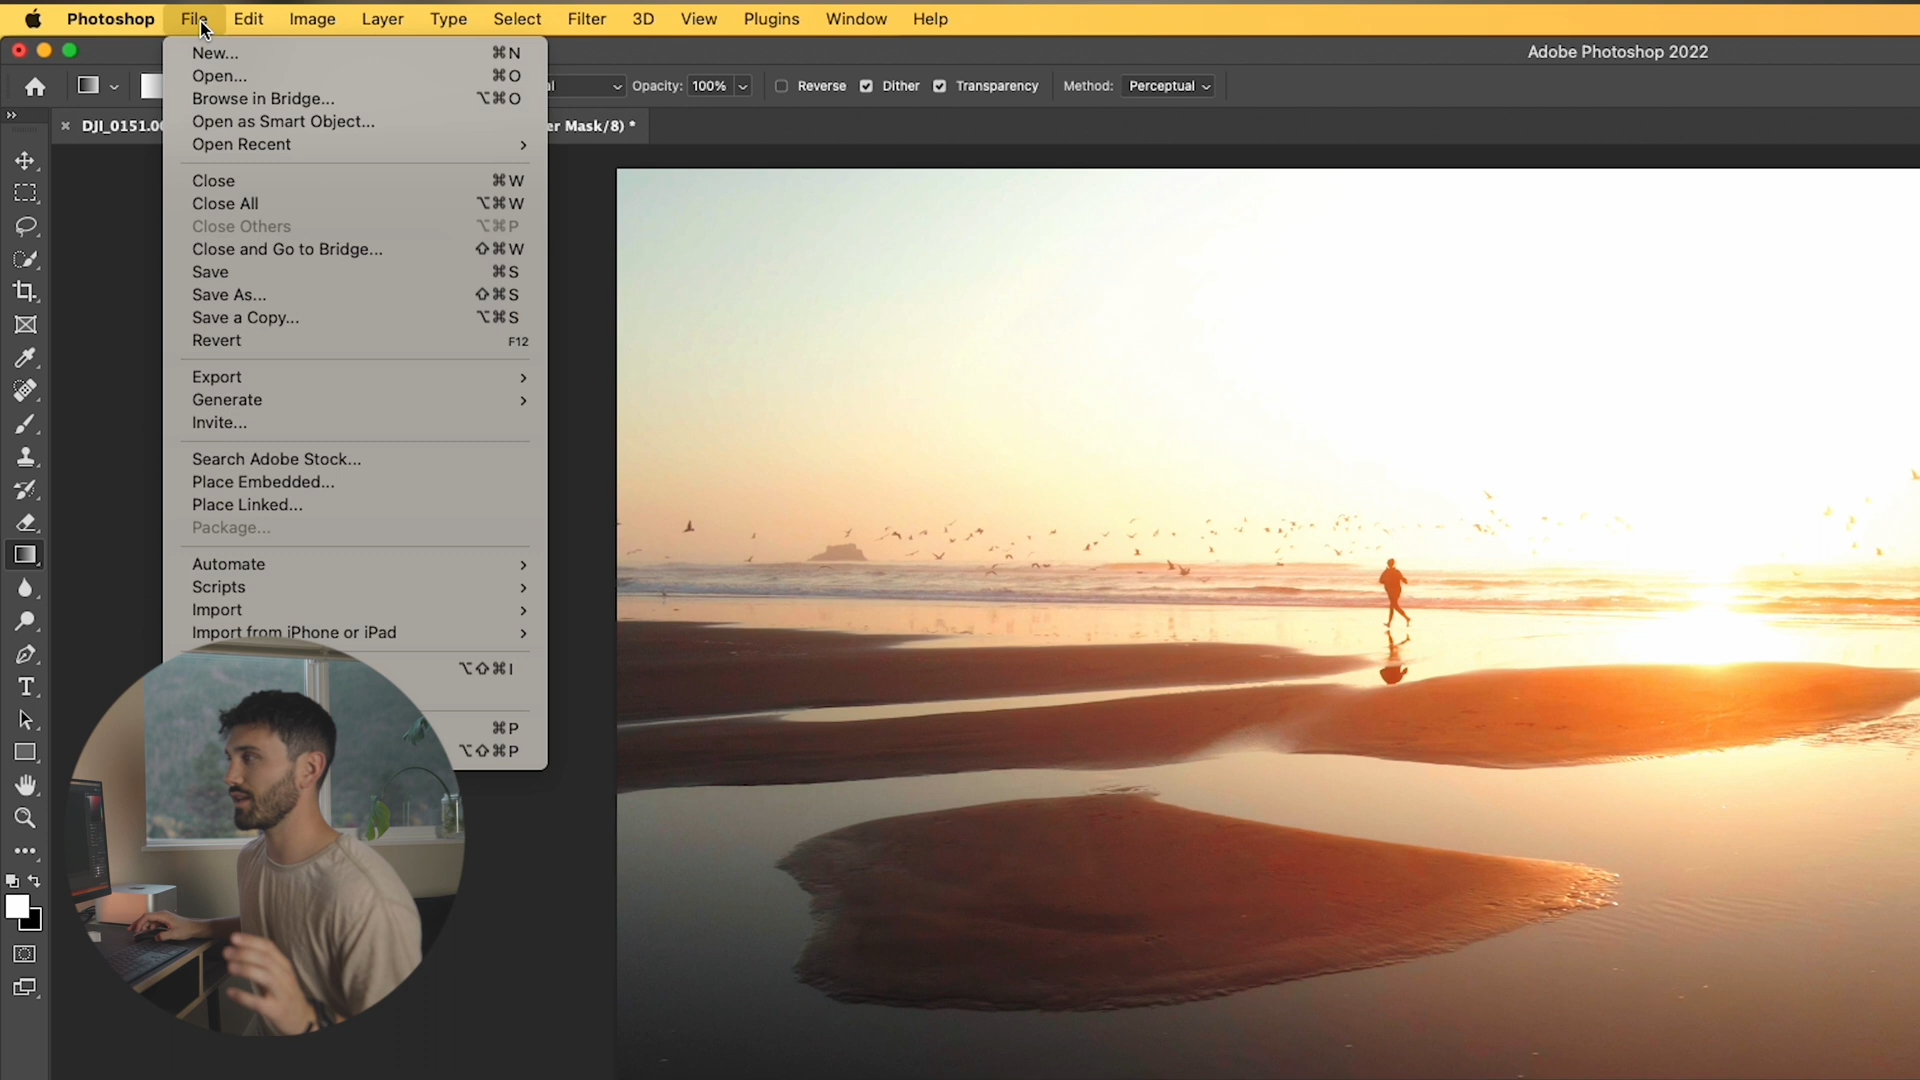 Photoshop File Edit Image Layer Type Select Filter 3D View Plugins Window Help
Adobe Photoshop 2022
Opacity: 100% Reverse Dither Transparency Method: Perceptual
DJI_0151.00 er Mask/8) *
New... ⌘N
Open... ⌘O
Browse in Bridge... ⌥⌘O
Open as Smart Object...
Open Recent >
Close ⌘W
Close All ⌥⌘W
Close Others ⌥⌘P
Close and Go to Bridge... ⇧⌘W
Save ⌘S
Save As... ⇧⌘S
Save a Copy... ⌥⌘S
Revert F12
Export >
Generate >
Invite...
Search Adobe Stock...
Place Embedded...
Place Linked...
Package...
Automate >
Scripts >
Import >
Import from iPhone or iPad >
⌥⇧⌘I
⌘P
⌥⇧⌘P